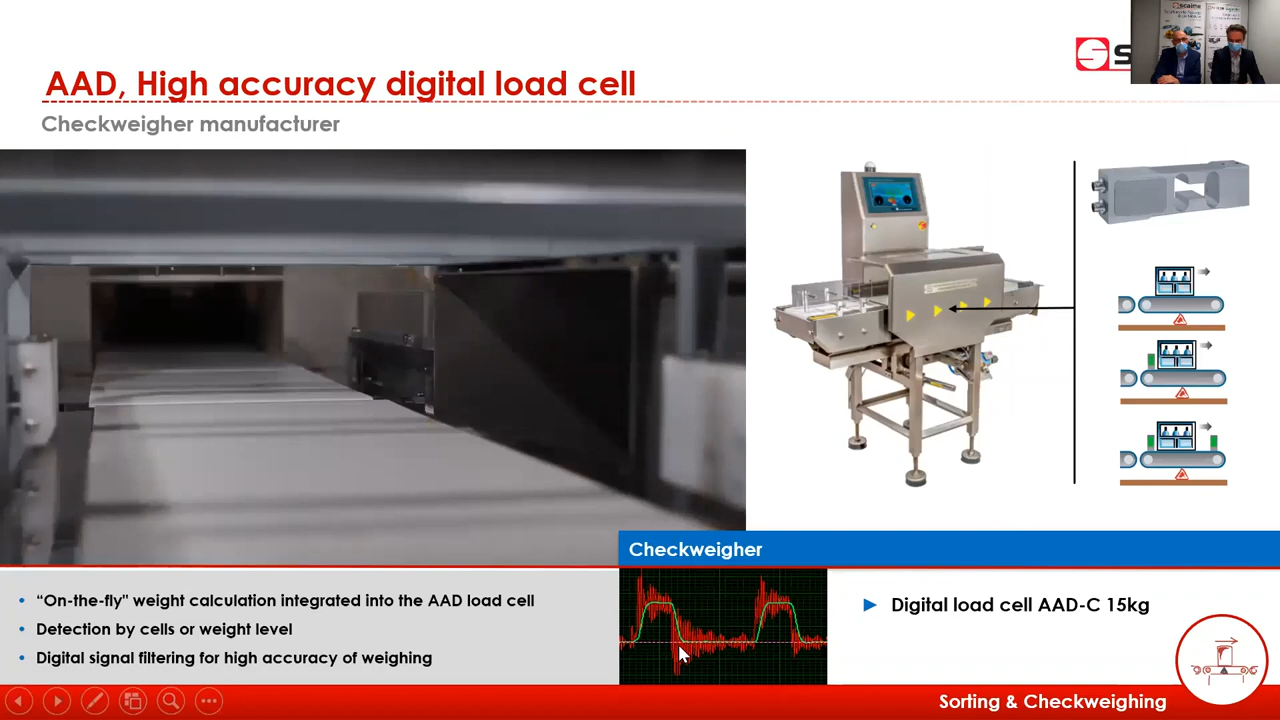 AAD, High accuracy digital load cell
Checkweigher manufacturer
scaime
Checkweigher
• “On-the-fly" weight calculation integrated into the AAD load cell
• Detection by cells or weight level
• Digital signal filtering for high accuracy of weighing
► Digital load cell AAD-C 15kg
Sorting & Checkweighing